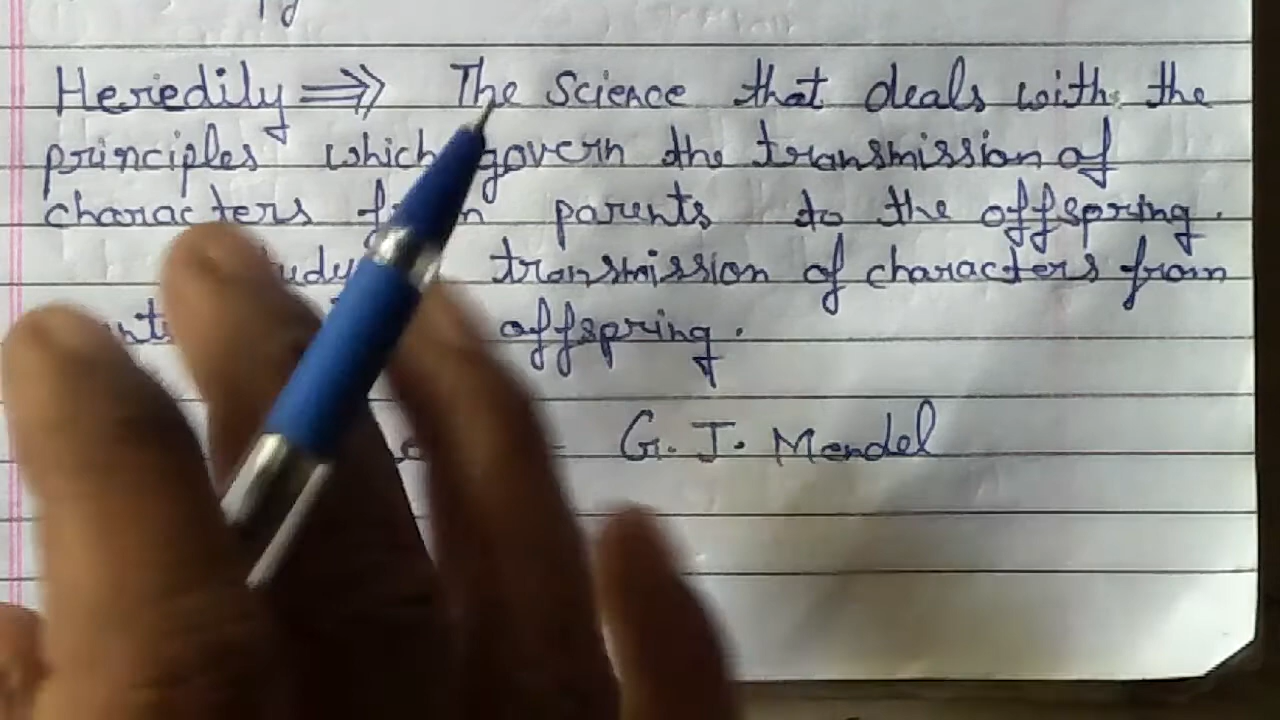 Heredily ⇒ The Science that deals with the
principles which govern the transmission of
characters parents to the offspring.
transmission of characters from
offspring.
G. J. Mendel